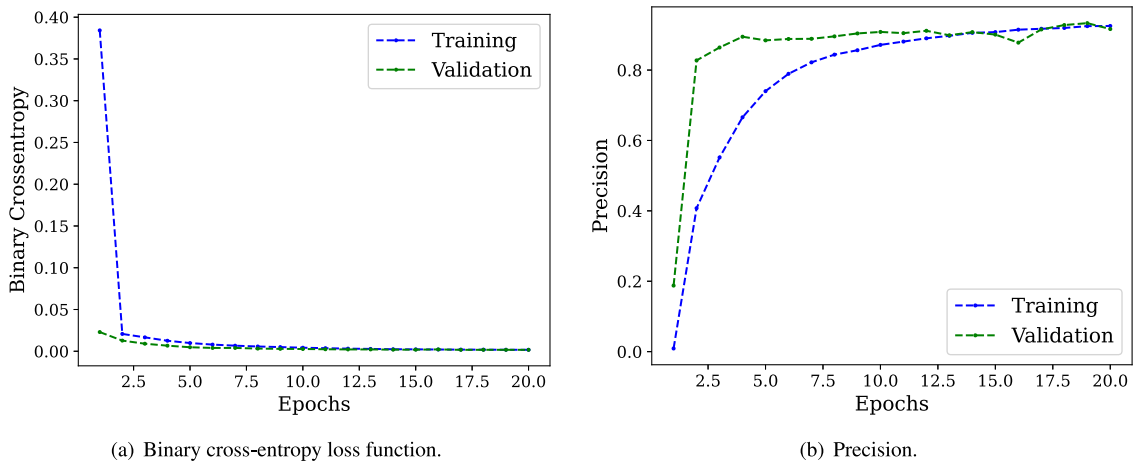 0.40
0.35
0.30
0.25
0.20
0.15
0.10
0.05
0.00
Binary Crossentropy
Training
Validation
2.5 5.0 7.5 10.0 12.5 15.0 17.5 20.0
Epochs
(a) Binary cross-entropy loss function.
0.8
0.6
0.4
0.2
0.0
Precision
Training
Validation
2.5 5.0 7.5 10.0 12.5 15.0 17.5 20.0
Epochs
(b) Precision.